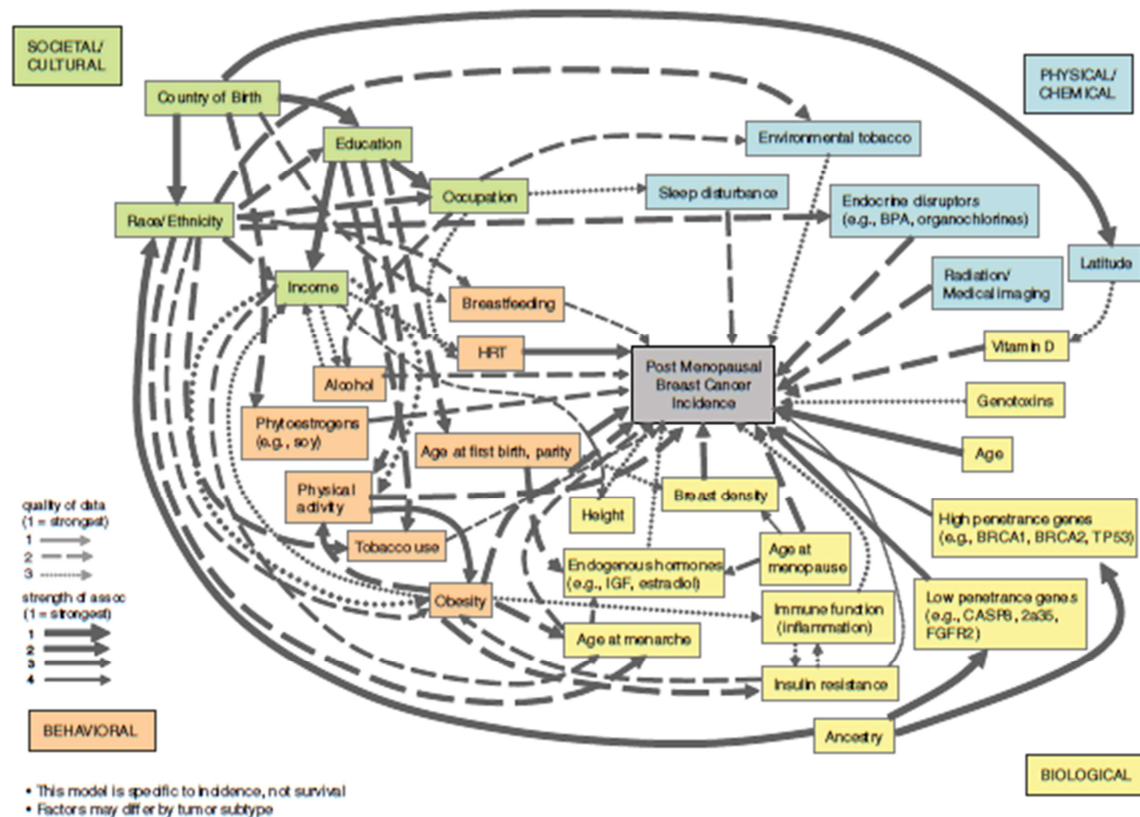 SOCIETAL/
CULTURAL
PHYSICAL/
CHEMICAL
Country of Birth
Education
Environmental tobacco
Occupation
Sleep disturbance
Endocrine disruptors
(e.g., BPA, organochlorines)
Race/Ethnicity
Latitude
Income
Radiation/
Medical imaging
Breastfeeding
HRT
Vitamin D
Post Menopausal
Breast Cancer
Incidence
Alcohol
Genotoxins
Phytoestrogens
(e.g., soy)
Age at first birth, parity
Age
Physical
activity
Breast density
Height
High penetrance genes
(e.g., BRCA1, BRCA2, TP53)
quality of data
(1 = strongest)
1
2
3
Tobacco use
Endogenous hormones
(e.g., IGF, estradiol)
Age at
menopause
Low penetrance genes
(e.g., CASP8, 2q35,
FGFR2)
Obesity
Immune function
(inflammation)
strength of assoc
(1 = strongest)
1
2
3
4
Age at menarche
Insulin resistance
Ancestry
BEHAVIORAL
BIOLOGICAL
• This model is specific to incidence, not survival
• Factors may differ by tumor subtype